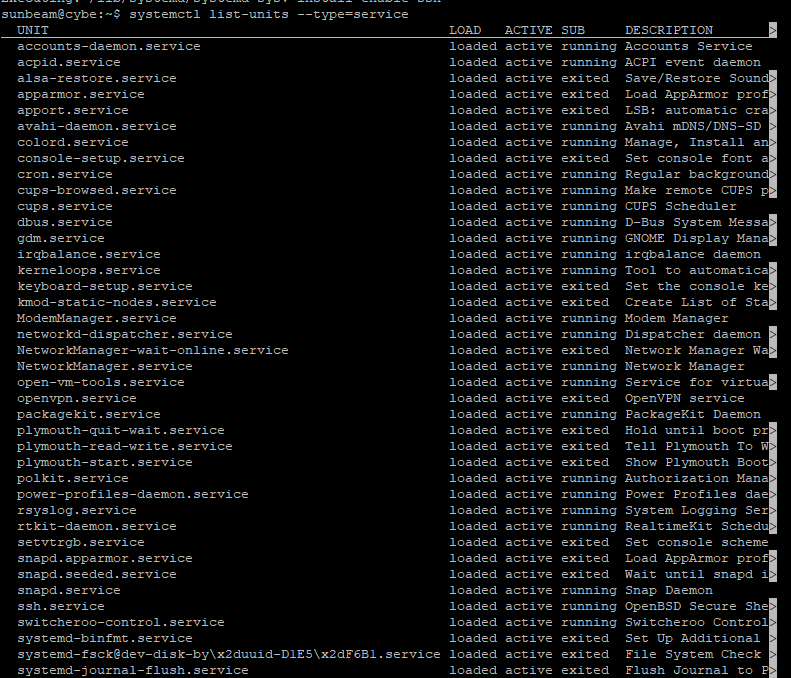 sunbeam@cybe:~$ systemctl list-units --type=service
UNIT LOAD ACTIVE SUB DESCRIPTION >
accounts-daemon.service loaded active running Accounts Service
acpid.service loaded active running ACPI event daemon
alsa-restore.service loaded active exited Save/Restore Sound>
apparmor.service loaded active exited Load AppArmor prof>
apport.service loaded active exited LSB: automatic cra>
avahi-daemon.service loaded active running Avahi mDNS/DNS-SD >
colord.service loaded active running Manage, Install an>
console-setup.service loaded active exited Set console font a>
cron.service loaded active running Regular background>
cups-browsed.service loaded active running Make remote CUPS p>
cups.service loaded active running CUPS Scheduler
dbus.service loaded active running D-Bus System Messa>
gdm.service loaded active running GNOME Display Mana>
irqbalance.service loaded active running irqbalance daemon
kerneloops.service loaded active running Tool to automatica>
keyboard-setup.service loaded active exited Set the console ke>
kmod-static-nodes.service loaded active exited Create List of Sta>
ModemManager.service loaded active running Modem Manager
networkd-dispatcher.service loaded active running Dispatcher daemon >
NetworkManager-wait-online.service loaded active exited Network Manager Wa>
NetworkManager.service loaded active running Network Manager
open-vm-tools.service loaded active running Service for virtua>
openvpn.service loaded active exited OpenVPN service
packagekit.service loaded active running PackageKit Daemon
plymouth-quit-wait.service loaded active exited Hold until boot pr>
plymouth-read-write.service loaded active exited Tell Plymouth To W>
plymouth-start.service loaded active exited Show Plymouth Boot>
polkit.service loaded active running Authorization Mana>
power-profiles-daemon.service loaded active running Power Profiles dae>
rsyslog.service loaded active running System Logging Ser>
rtkit-daemon.service loaded active running RealtimeKit Schedu>
setvtrgb.service loaded active exited Set console scheme
snapd.apparmor.service loaded active exited Load AppArmor prof>
snapd.seeded.service loaded active exited Wait until snapd i>
snapd.service loaded active running Snap Daemon
ssh.service loaded active running OpenBSD Secure She>
switcheroo-control.service loaded active running Switcheroo Control>
systemd-binfmt.service loaded active exited Set Up Additional >
systemd-fsck@dev-disk-by\x2duuid-D1E5\x2dF6B1.service loaded active exited File System Check >
systemd-journal-flush.service loaded active exited Flush Journal to P>